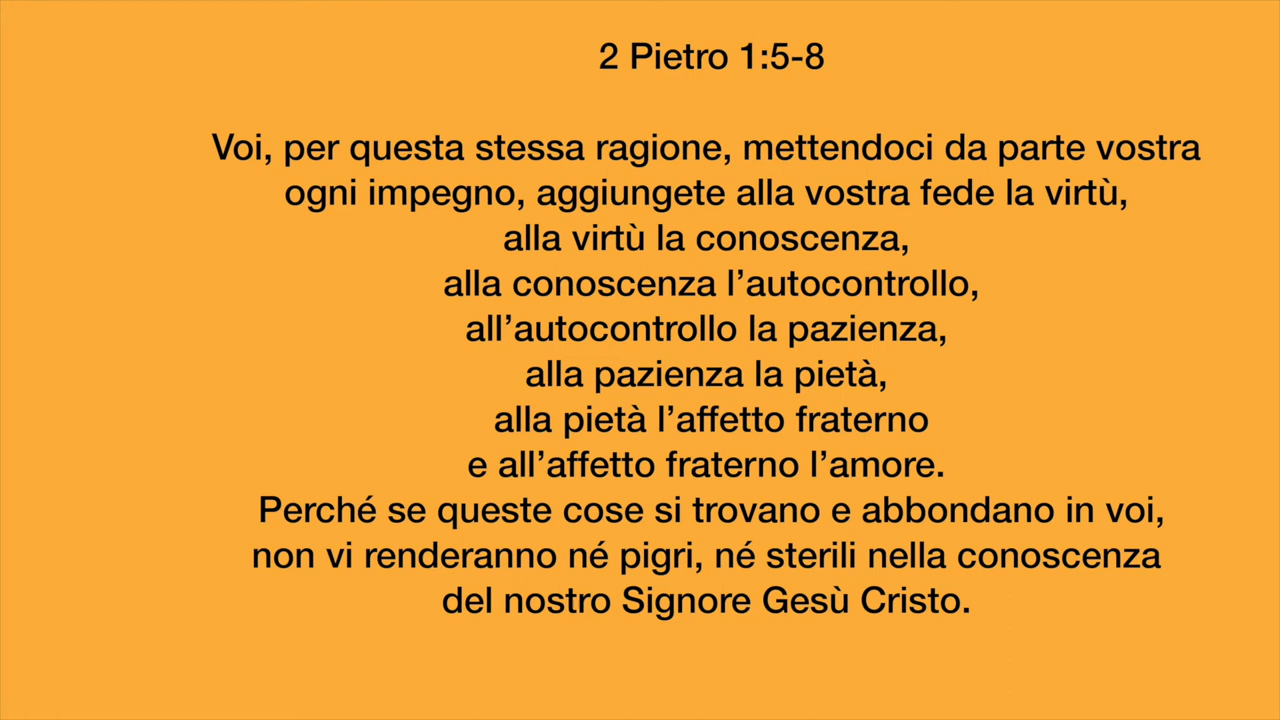 2 Pietro 1:5-8
Voi, per questa stessa ragione, mettendoci da parte vostra
ogni impegno, aggiungete alla vostra fede la virtù,
alla virtù la conoscenza,
alla conoscenza l’autocontrollo,
all’autocontrollo la pazienza,
alla pazienza la pietà,
alla pietà l’affetto fraterno
e all’affetto fraterno l’amore.
Perché se queste cose si trovano e abbondano in voi,
non vi renderanno né pigri, né sterili nella conoscenza
del nostro Signore Gesù Cristo.